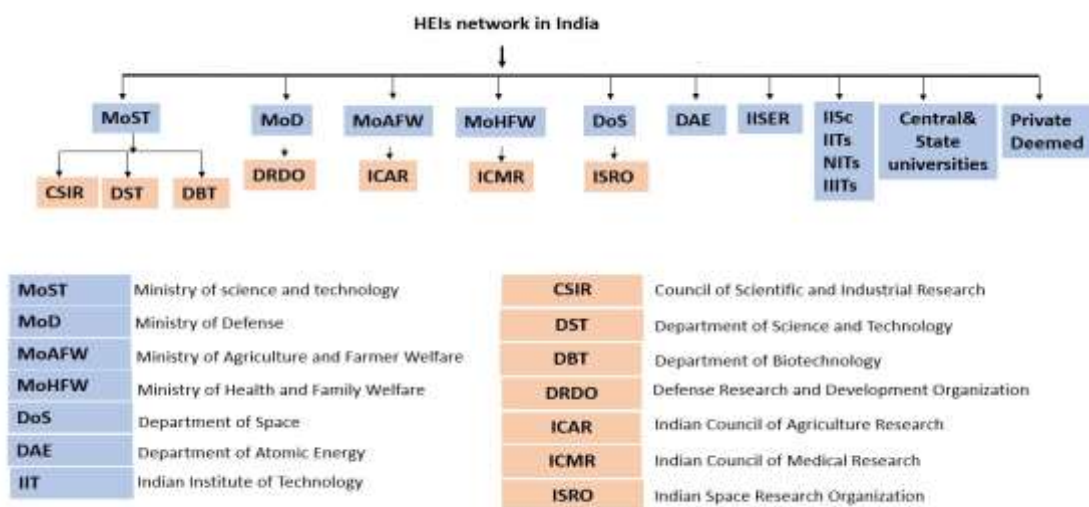 HEIs network in India
MoST
MoD
MoAFW
MoHFW
DoS
DAE
IISER
IISc
IITs
NITs
IIITs
Central&
State
universities
Private
Deemed
CSIR
DST
DBT
DRDO
ICAR
ICMR
ISRO
MoST Ministry of science and technology
MoD Ministry of Defense
MoAFW Ministry of Agriculture and Farmer Welfare
MoHFW Ministry of Health and Family Welfare
DoS Department of Space
DAE Department of Atomic Energy
IIT Indian Institute of Technology
CSIR Council of Scientific and Industrial Research
DST Department of Science and Technology
DBT Department of Biotechnology
DRDO Defense Research and Development Organization
ICAR Indian Council of Agriculture Research
ICMR Indian Council of Medical Research
ISRO Indian Space Research Organization